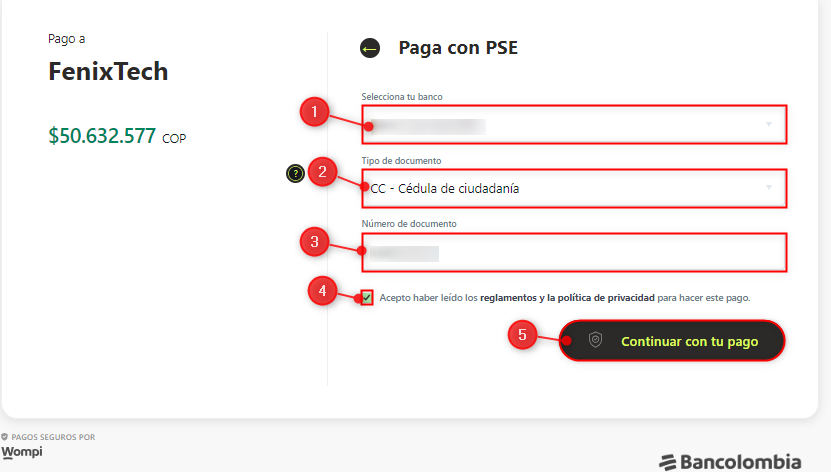 Pago a
FenixTech
$50.632.577 COP
?
← Paga con PSE
Selecciona tu banco
1
Tipo de documento
2
CC - Cédula de ciudadanía
Número de documento
3
4
Acepto haber leído los reglamentos y la política de privacidad para hacer este pago.
5
Continuar con tu pago
PAGOS SEGUROS POR
Wompi
Bancolombia